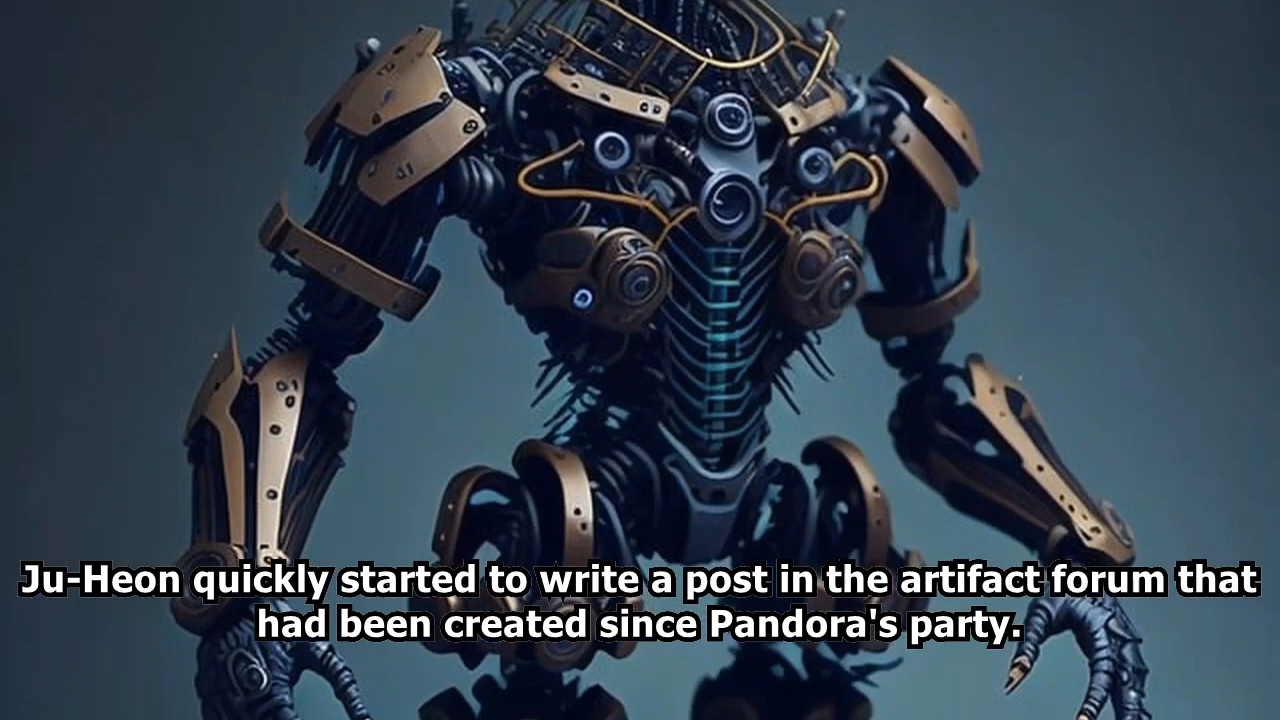 Ju-Heon quickly started to write a post in the artifact forum that
had been created since Pandora's party.